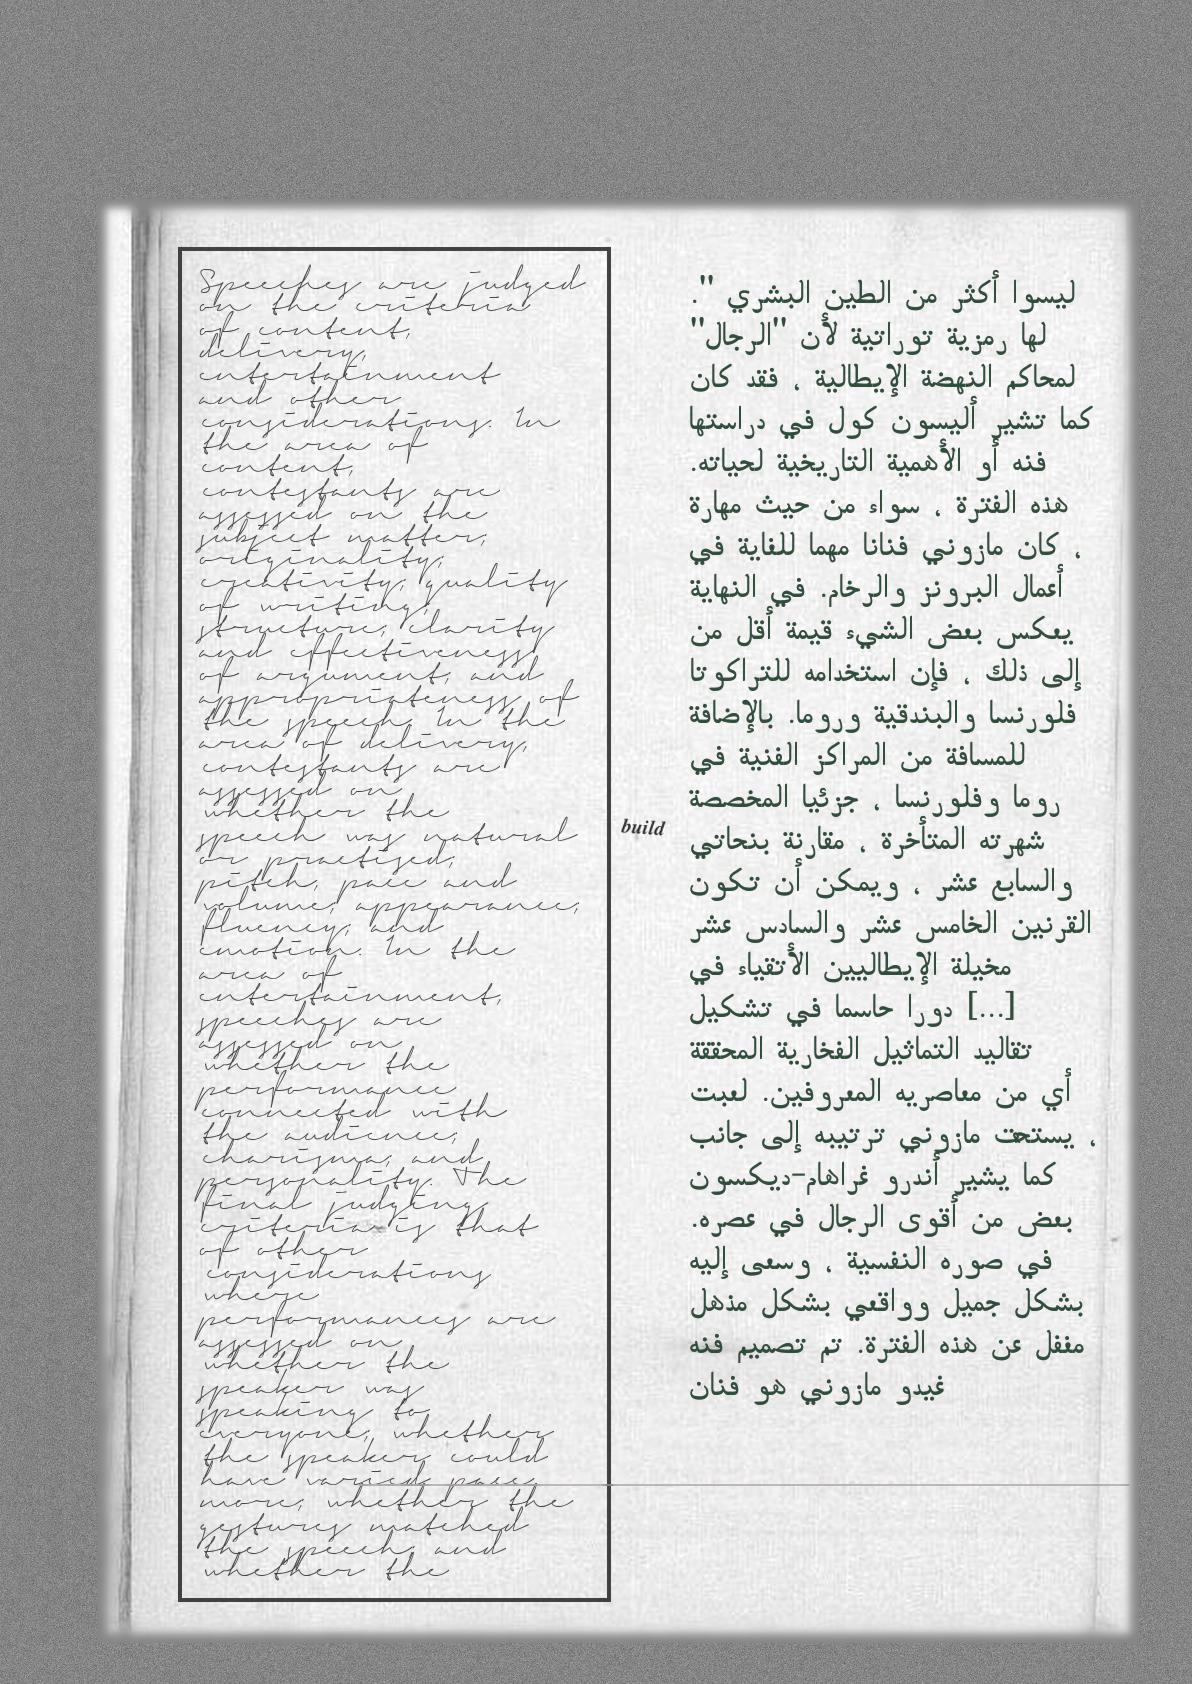 Speeches are judged
on the criteria
of content,
delivery,
entertainment
and other
considerations. In
the area of
content,
contestants are
assessed on the
subject matter,
originality,
creativity, quality
of writing,
structure, clarity
and effectiveness
of argument, and
appropriateness of
the speech. In the
area of delivery,
contestants are
assessed on
whether the
speech was natural
or practised,
pitch, pace and
volume, appearance,
fluency, and
emotion. In the
area of
entertainment,
speeches are
assessed on
whether the
performance
connected with
the audience,
charisma, and
personality. The
final judging
criteria is that
of other
considerations
where
performances are
assessed on
whether the
speaker was
speaking to
everyone, whether
the speaker could
have varied pace
more, whether the
gestures matched
the speech, and
whether the
build
ليسوا أكثر من الطين البشري ".
لها رمزية توراتية لأن "الرجال"
لمحاكم النهضة الإيطالية ، فقد كان
كما تشير أليسون كول في دراستها
فنه أو الأهمية التاريخية لحياته.
هذه الفترة ، سواء من حيث مهارة
، كان مازوني فنانا مهما للغاية في
أعمال البرونز والرخام. في النهاية
يعكس بعض الشيء قيمة أقل من
إلى ذلك ، فإن استخدامه للتراكوتا
فلورنسا والبندقية وروما. بالإضافة
للمسافة من المراكز الفنية في
روما وفلورنسا ، جزئيا المخصصة
شهرته المتأخرة ، مقارنة بنحاتي
والسابع عشر ، ويمكن أن تكون
القرنين الخامس عشر والسادس عشر
مخيلة الإيطاليين الأتقياء في
[...] دورا حاسما في تشكيل
تقاليد التماثيل الفخارية المحققة
أي من معاصريه المعروفين. لعبت
، يستحق مازوني ترتيبه إلى جانب
كما يشير أندرو غراهام-ديكسون
بعض من أقوى الرجال في عصره.
في صوره النفسية ، وسعى إليه
بشكل جميل وواقعي بشكل مذهل
مغفل عن هذه الفترة. تم تصميم فنه
غيدو مازوني هو فنان